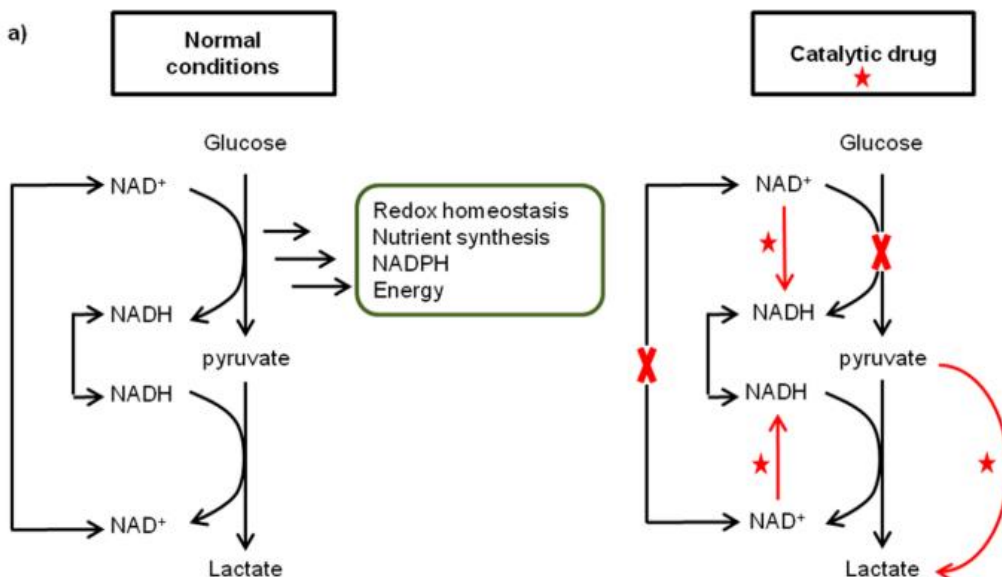 a)
Normal
conditions
Glucose
NAD⁺
Redox homeostasis
Nutrient synthesis
NADPH
Energy
NADH
pyruvate
NADH
NAD⁺
Lactate
Catalytic drug
Glucose
NAD⁺
NADH
pyruvate
NADH
NAD⁺
Lactate